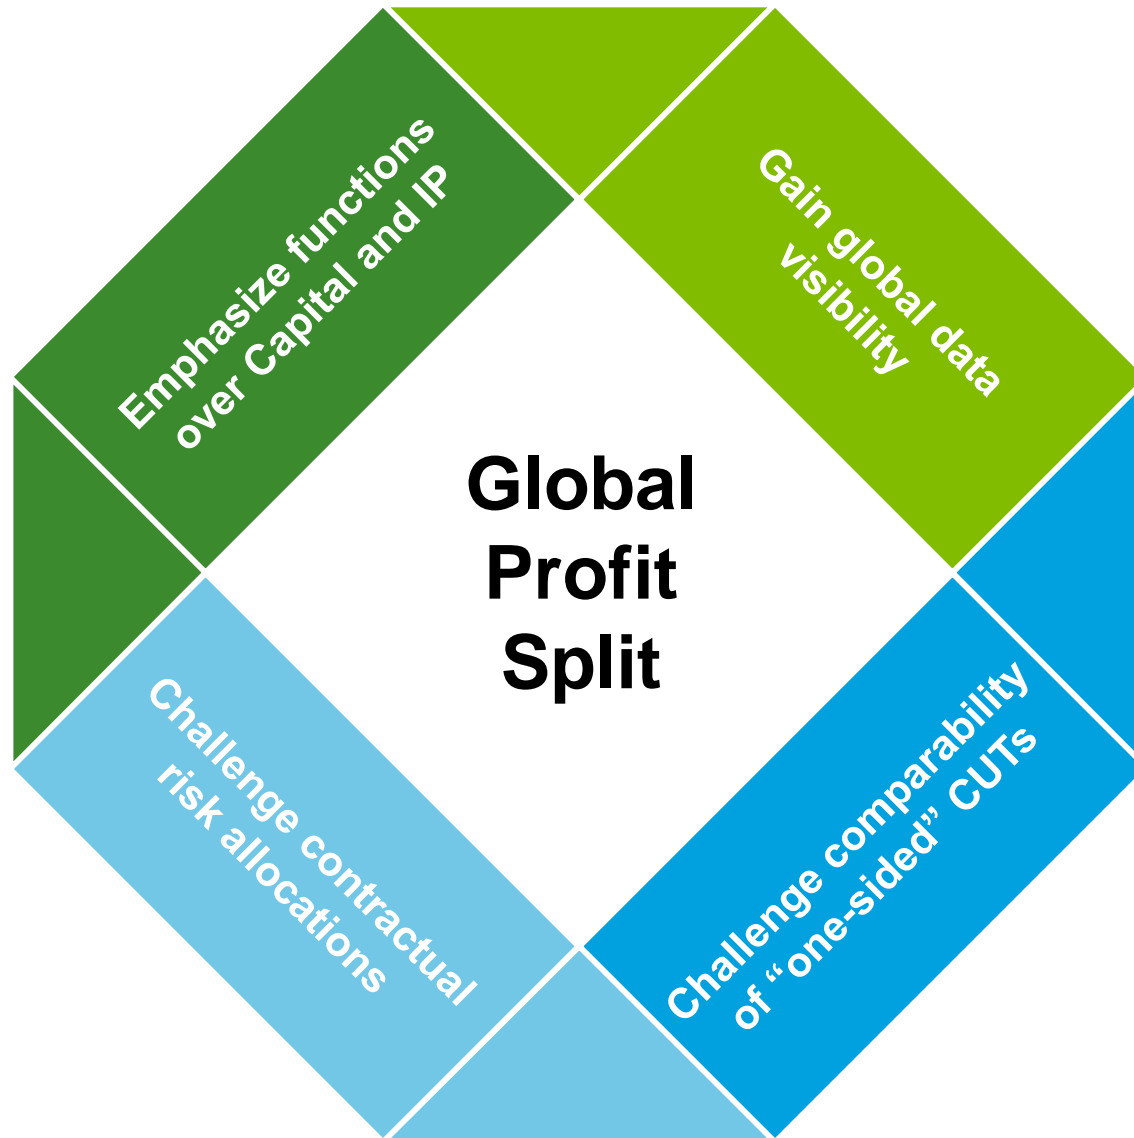 Emphasize functions
over Capital and IP
Gain global data
visibility
Global
Profit
Split
Challenge contractual
risk allocations
Challenge comparability
of “one-sided” CUTs